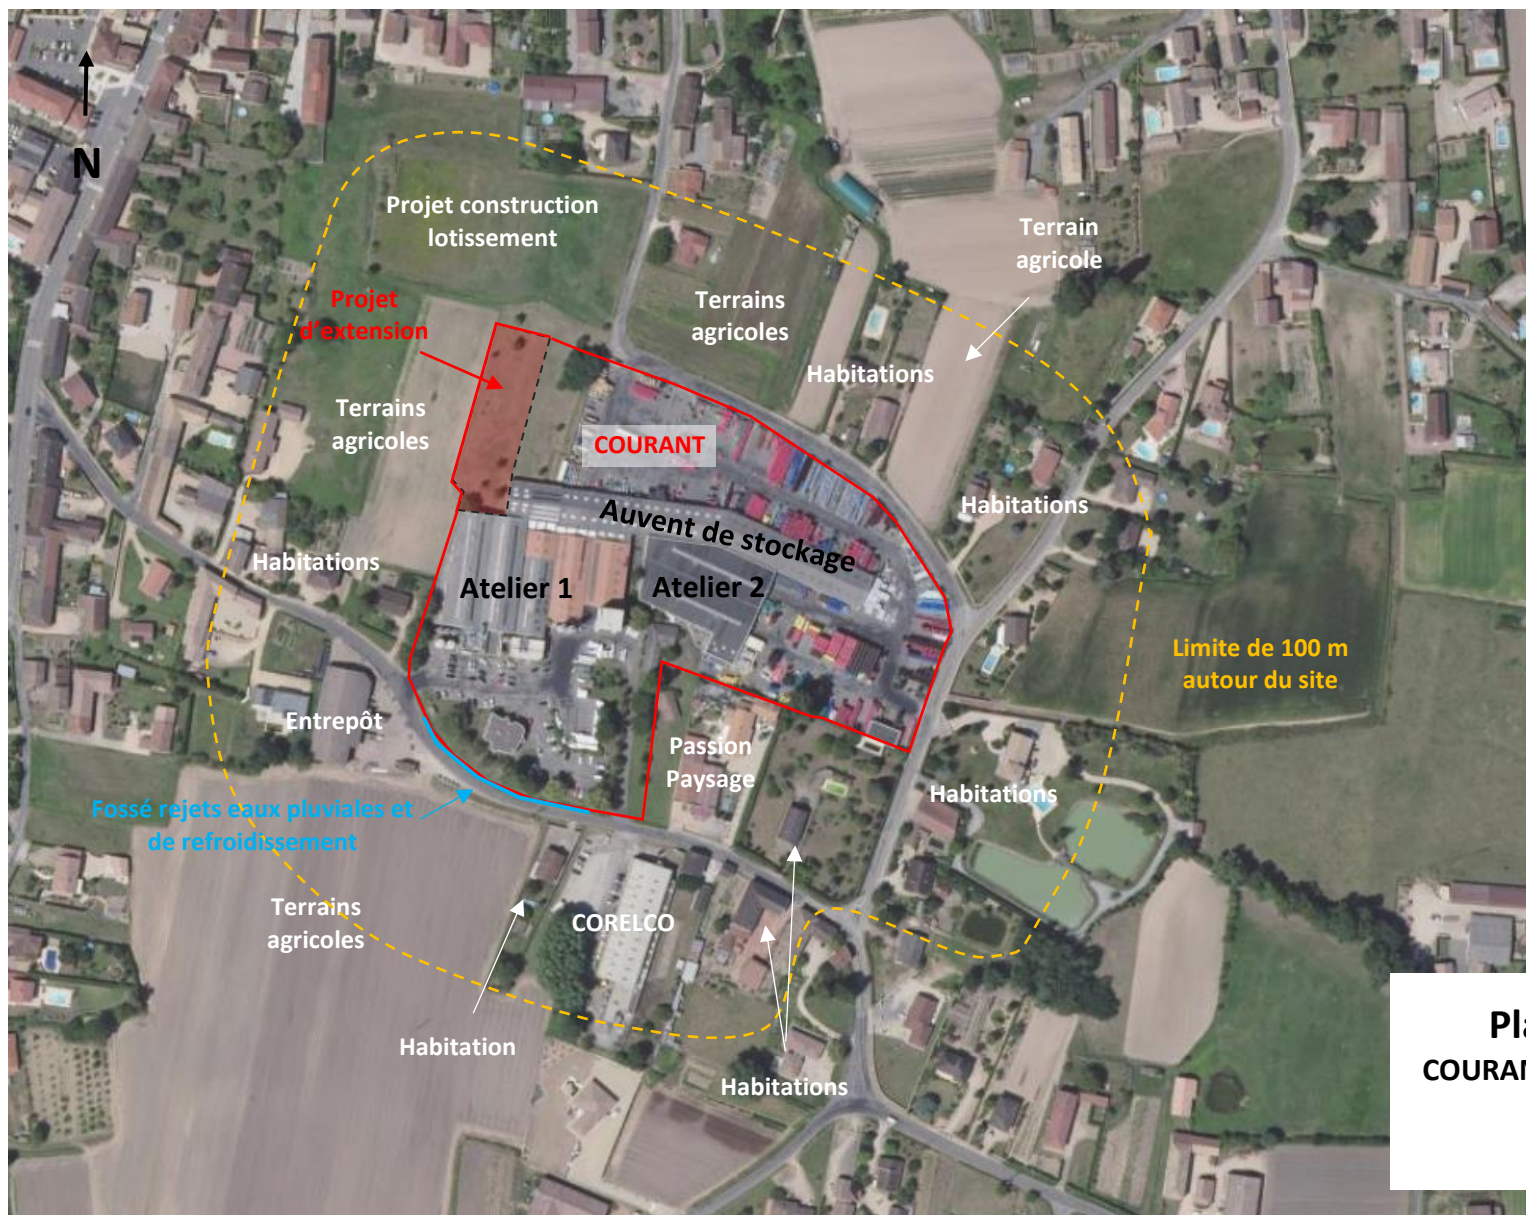 N
Projet construction
lotissement
Terrain
agricole
Projet
d'extension
Terrains
agricoles
Habitations
Terrains
agricoles
COURANT
Habitations
Auvent de stockage
Habitations
Atelier 1
Atelier 2
Limite de 100 m
autour du site
Entrepôt
Passion
Paysage
Habitations
Fossé rejets eaux pluviales et
de refroidissement
Terrains
agricoles
CORELCO
Habitation
Habitations